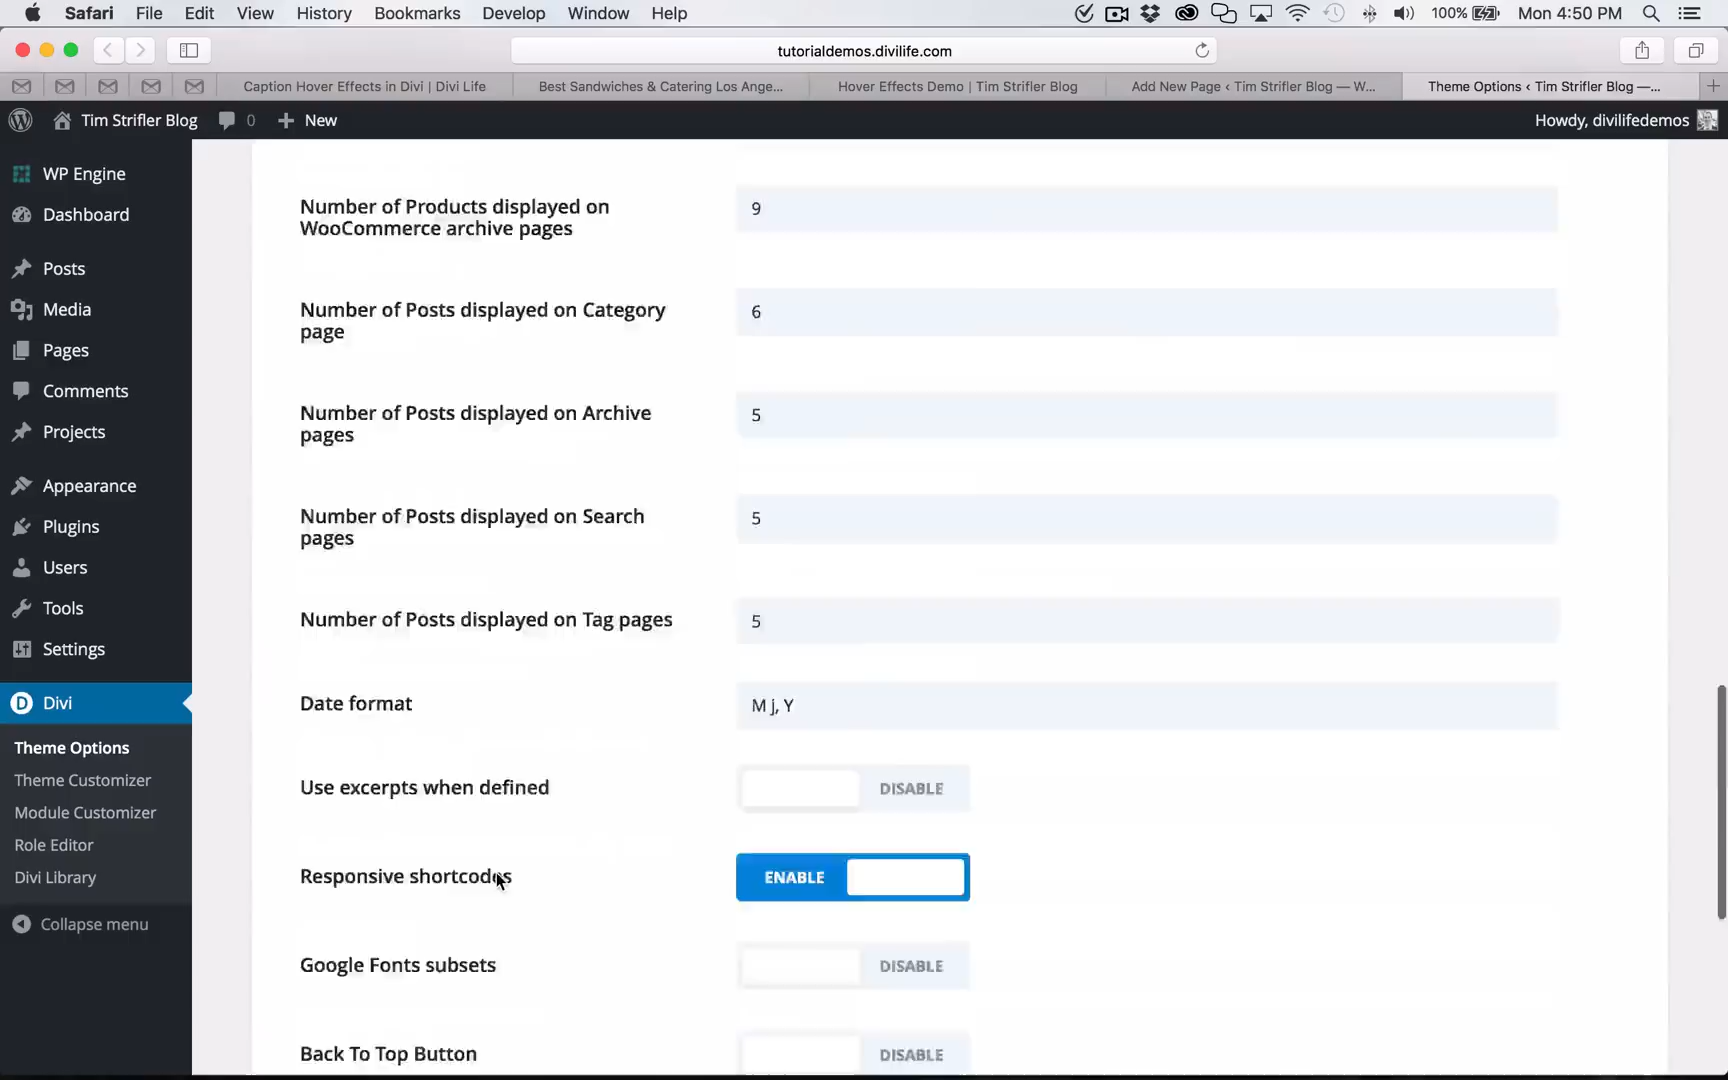 Safari File Edit View History Bookmarks Develop Window Help 100% Mon 4:50 PM
tutorialdemos.divilife.com
Caption Hover Effects in Divi | Divi Life Best Sandwiches & Catering Los Ange... Hover Effects Demo | Tim Strifler Blog Add New Page ‹ Tim Strifler Blog — W... Theme Options ‹ Tim Strifler Blog —...
Tim Strifler Blog 0 New Howdy, divilifedemos
WP Engine
Dashboard
Posts
Media
Pages
Comments
Projects
Appearance
Plugins
Users
Tools
Settings
D Divi
Theme Options
Theme Customizer
Module Customizer
Role Editor
Divi Library
Collapse menu
Number of Products displayed on
WooCommerce archive pages
9
Number of Posts displayed on Category
page
6
Number of Posts displayed on Archive
pages
5
Number of Posts displayed on Search
pages
5
Number of Posts displayed on Tag pages
5
Date format
M j, Y
Use excerpts when defined
DISABLE
Responsive shortcodes
ENABLE
Google Fonts subsets
DISABLE
Back To Top Button
DISABLE